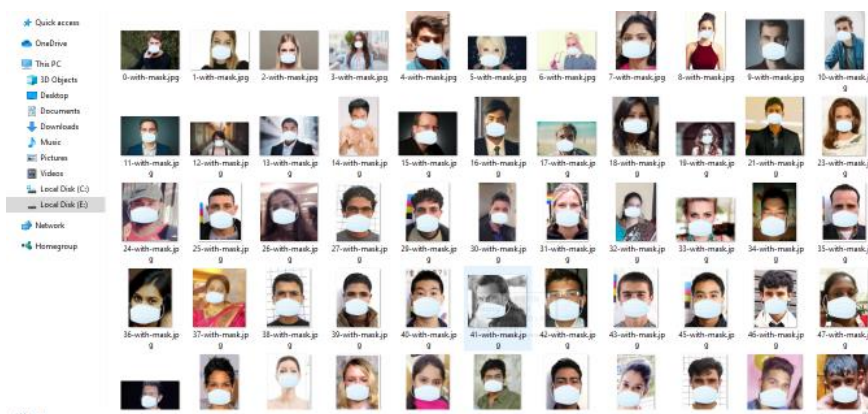 Quick access
OneDrive
This PC
3D Objects
Desktop
Documents
Downloads
Music
Pictures
Videos
Local Disk (C:)
Local Disk (E:)
Network
Homegroup
0-with-mask.jpg
1-with-mask.jpg
2-with-mask.jpg
3-with-mask.jpg
4-with-mask.jpg
5-with-mask.jpg
6-with-mask.jpg
7-with-mask.jpg
8-with-mask.jpg
9-with-mask.jpg
10-with-mask.jp
g
11-with-mask.jp
g
12-with-mask.jp
g
13-with-mask.jp
g
14-with-mask.jp
g
15-with-mask.jp
g
16-with-mask.jp
g
17-with-mask.jp
g
18-with-mask.jp
g
19-with-mask.jp
g
21-with-mask.jp
g
23-with-mask.jp
g
24-with-mask.jp
g
25-with-mask.jp
g
26-with-mask.jp
g
27-with-mask.jp
g
29-with-mask.jp
g
30-with-mask.jp
g
31-with-mask.jp
g
32-with-mask.jp
g
33-with-mask.jp
g
34-with-mask.jp
g
35-with-mask.jp
g
36-with-mask.jp
g
37-with-mask.jp
g
38-with-mask.jp
g
39-with-mask.jp
g
40-with-mask.jp
g
41-with-mask.jp
g
42-with-mask.jp
g
43-with-mask.jp
g
45-with-mask.jp
g
46-with-mask.jp
g
47-with-mask.jp
g